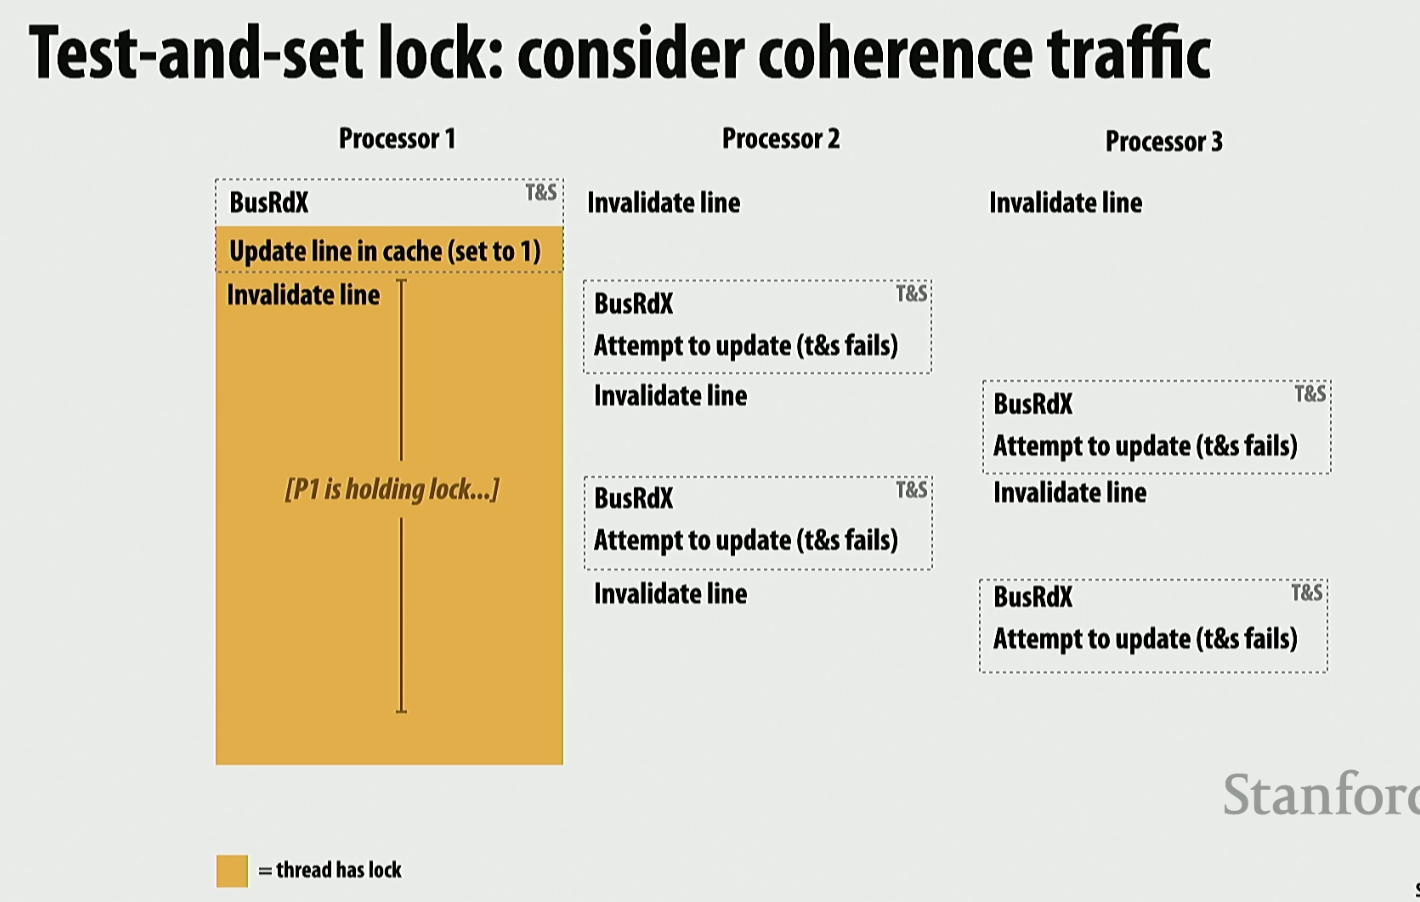 Test-and-set lock: consider coherence traffic
Processor 1
Processor 2
Processor 3
BusRdX
T&S
Invalidate line
Invalidate line
Update line in cache (set to 1)
Invalidate line
BusRdX
T&S
Attempt to update (t&s fails)
Invalidate line
BusRdX
T&S
Attempt to update (t&s fails)
[P1 is holding lock...]
BusRdX
T&S
Invalidate line
Attempt to update (t&s fails)
Invalidate line
BusRdX
T&S
Attempt to update (t&s fails)
Stanford
= thread has lock